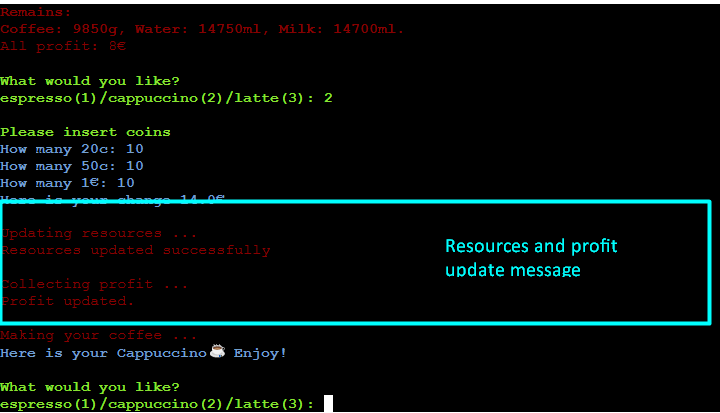 Remains:
Coffee: 9850g, Water: 14750ml, Milk: 14700ml.
All profit: 8€
What would you like?
espresso(1)/cappuccino(2)/latte(3): 2
Please insert coins
How many 20c: 10
How many 50c: 10
How many 1€: 10
Here is your change 14.0€
Updating resources ...
Resources updated successfully
Resources and profit
update message
Collecting profit ...
Profit updated.
Making your coffee ...
Here is your Cappuccino☕ Enjoy!
What would you like?
espresso(1)/cappuccino(2)/latte(3):